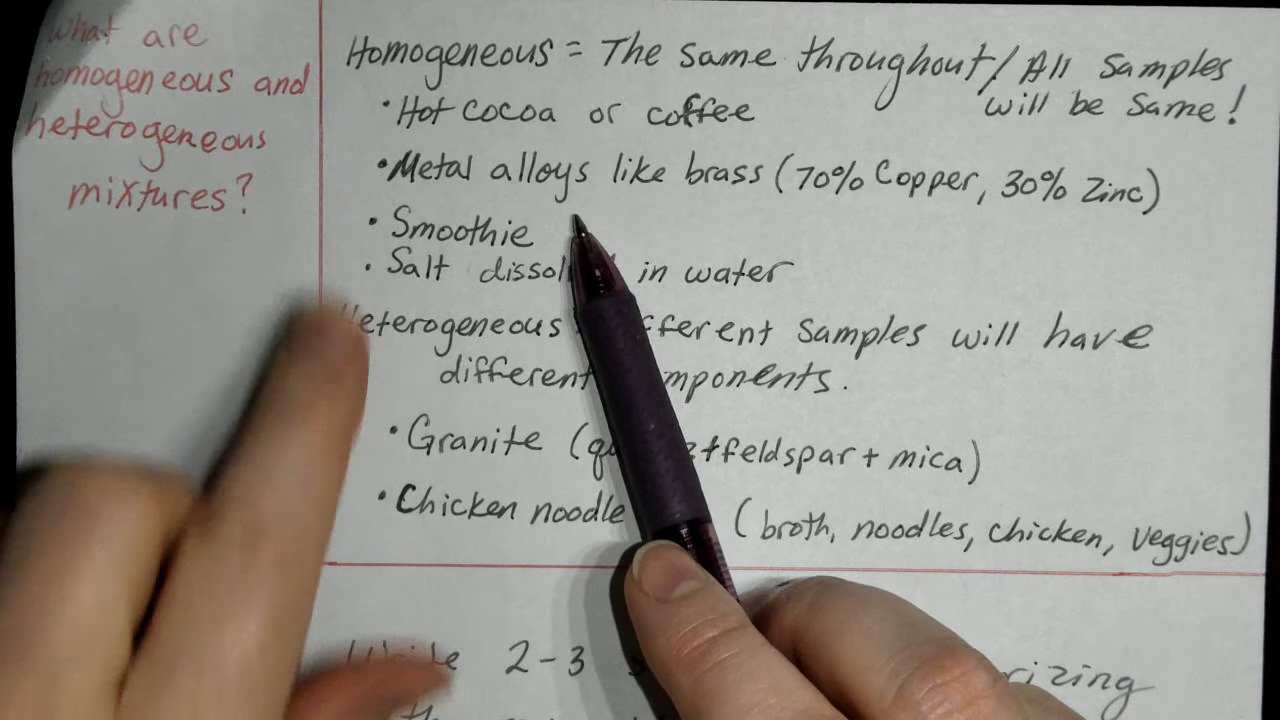 What are
homogeneous and
heterogeneous
mixtures?
Homogeneous = The Same throughout/All Samples
will be Same!
• Hot cocoa or coffee
• Metal alloys like brass (70% Copper, 30% Zinc)
• Smoothie
• Salt in water
Heterogeneous Samples will have
different
• Granite feldspar + mica)
• Chicken noodle (broth, noodles, chicken, veggies)
2-3